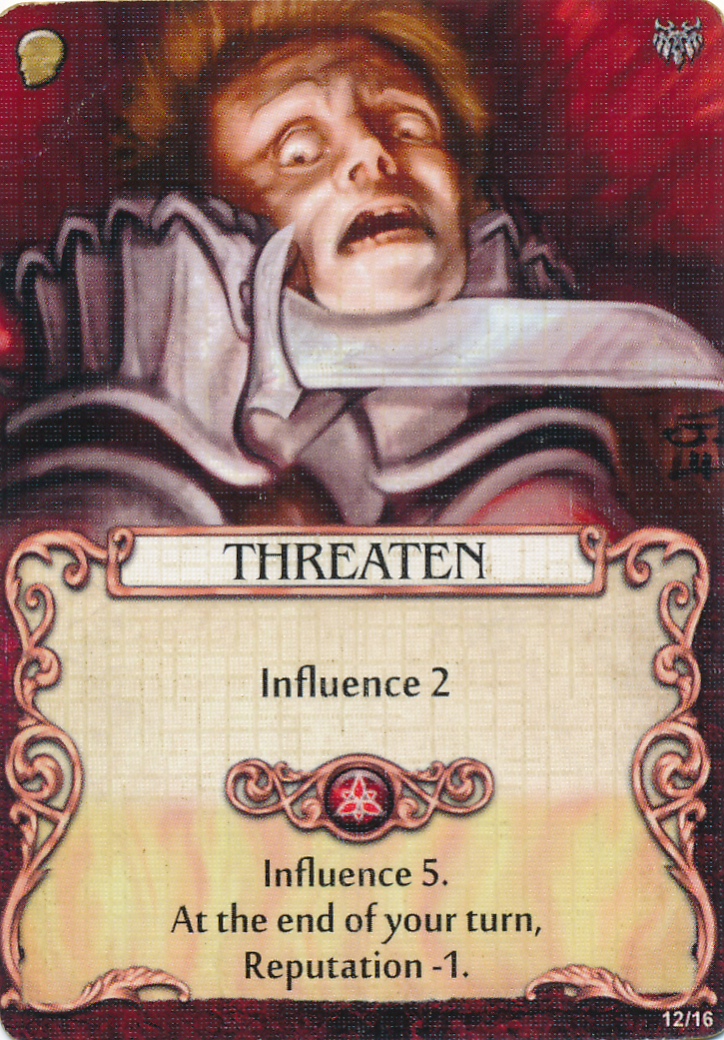 THREATEN
Influence 2
Influence 5.
At the end of your turn,
Reputation -1.
12/16